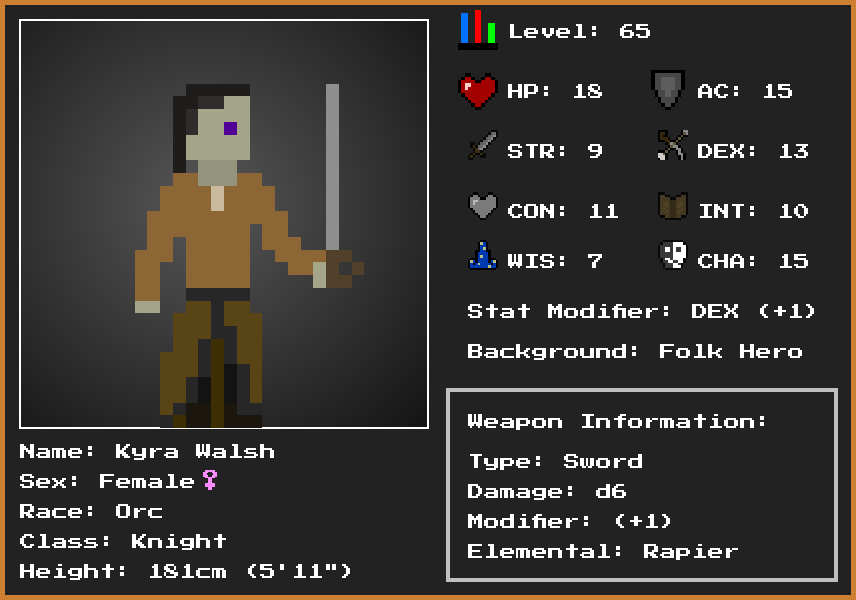 Level: 65
HP: 18 AC: 15
STR: 9 DEX: 13
CON: 11 INT: 10
WIS: 7 CHA: 15
Stat Modifier: DEX (+1)
Background: Folk Hero
Weapon Information:
Type: Sword
Damage: d6
Modifier: (+1)
Elemental: Rapier
Name: Kyra Walsh
Sex: Female♀
Race: Orc
Class: Knight
Height: 181cm (5'11")